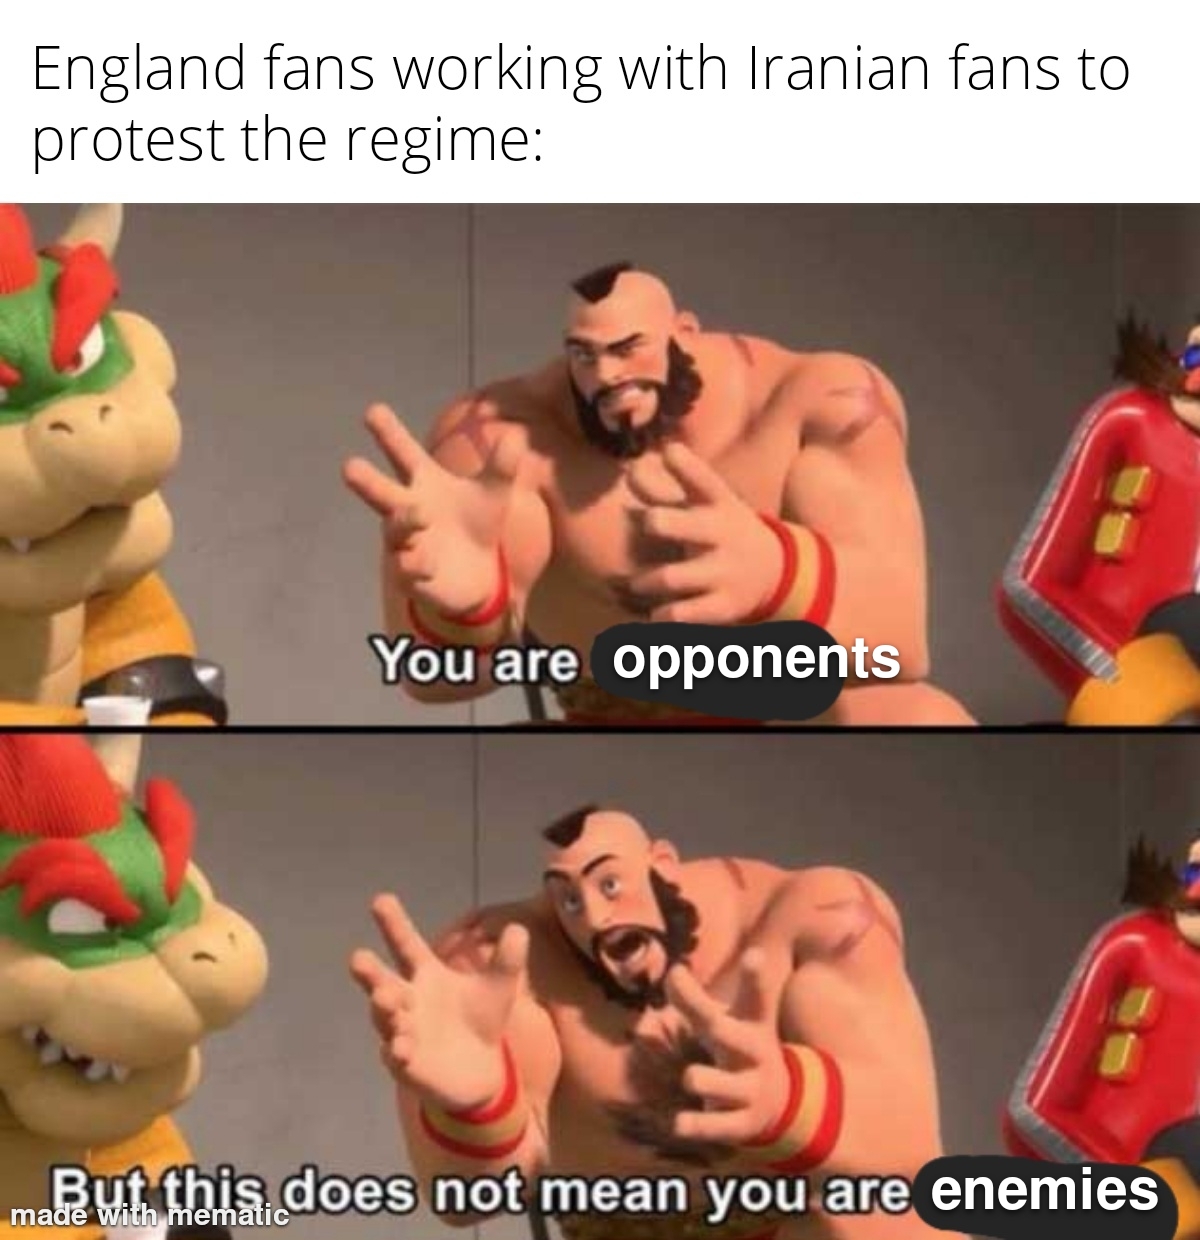 England fans working with Iranian fans to
protest the regime:
You are opponents
But this does not mean you are enemies
made with mematic